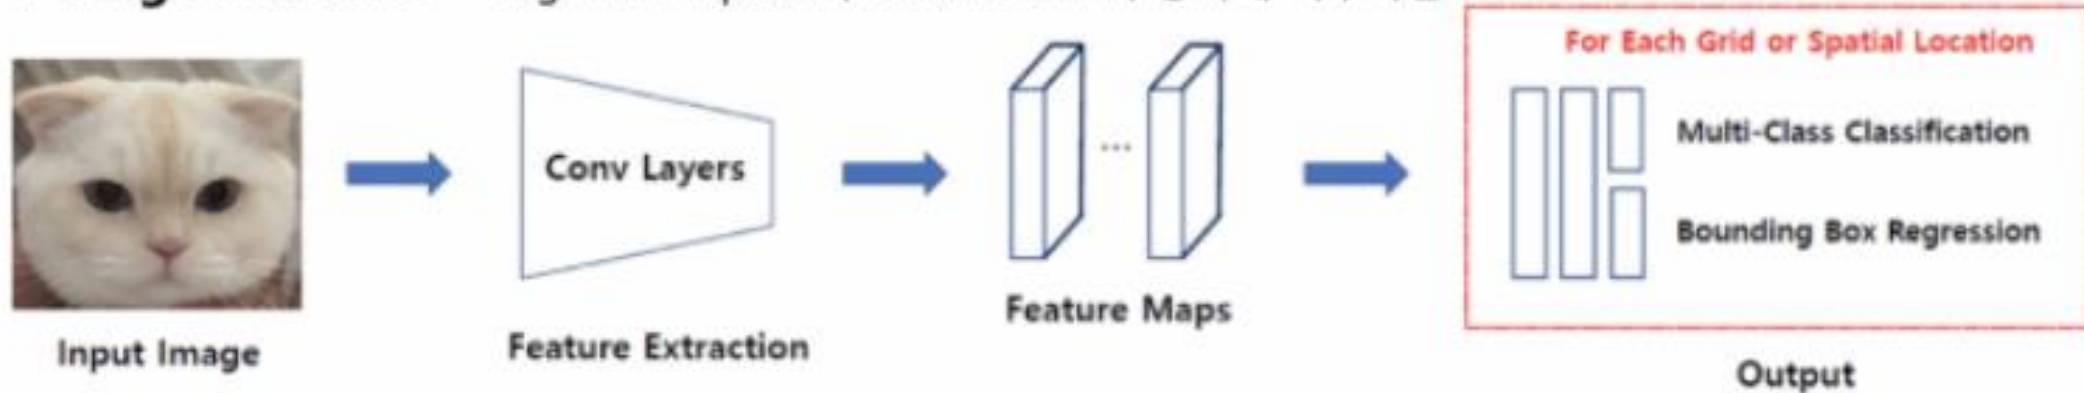 For Each Grid or Spatial Location
Conv Layers
...
Multi-Class Classification
Bounding Box Regression
Feature Maps
Input Image
Feature Extraction
Output